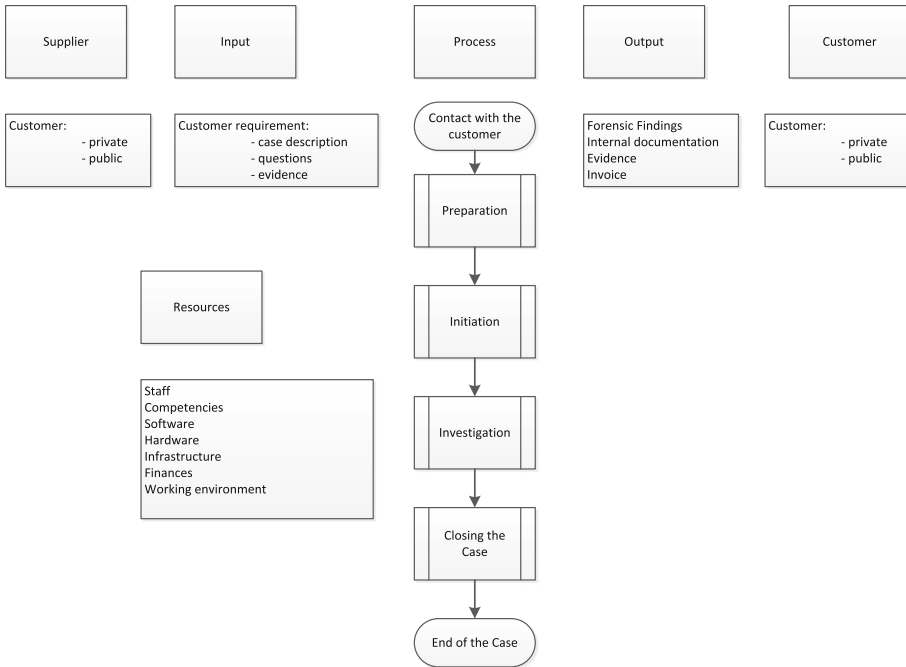 Supplier
Input
Process
Output
Customer
Customer:
- private
- public
Customer requirement:
- case description
- questions
- evidence
Contact with the
customer
Forensic Findings
Internal documentation
Evidence
Invoice
Customer:
- private
- public
Preparation
Resources
Initiation
Staff
Competencies
Software
Hardware
Infrastructure
Finances
Working environment
Investigation
Closing the
Case
End of the Case